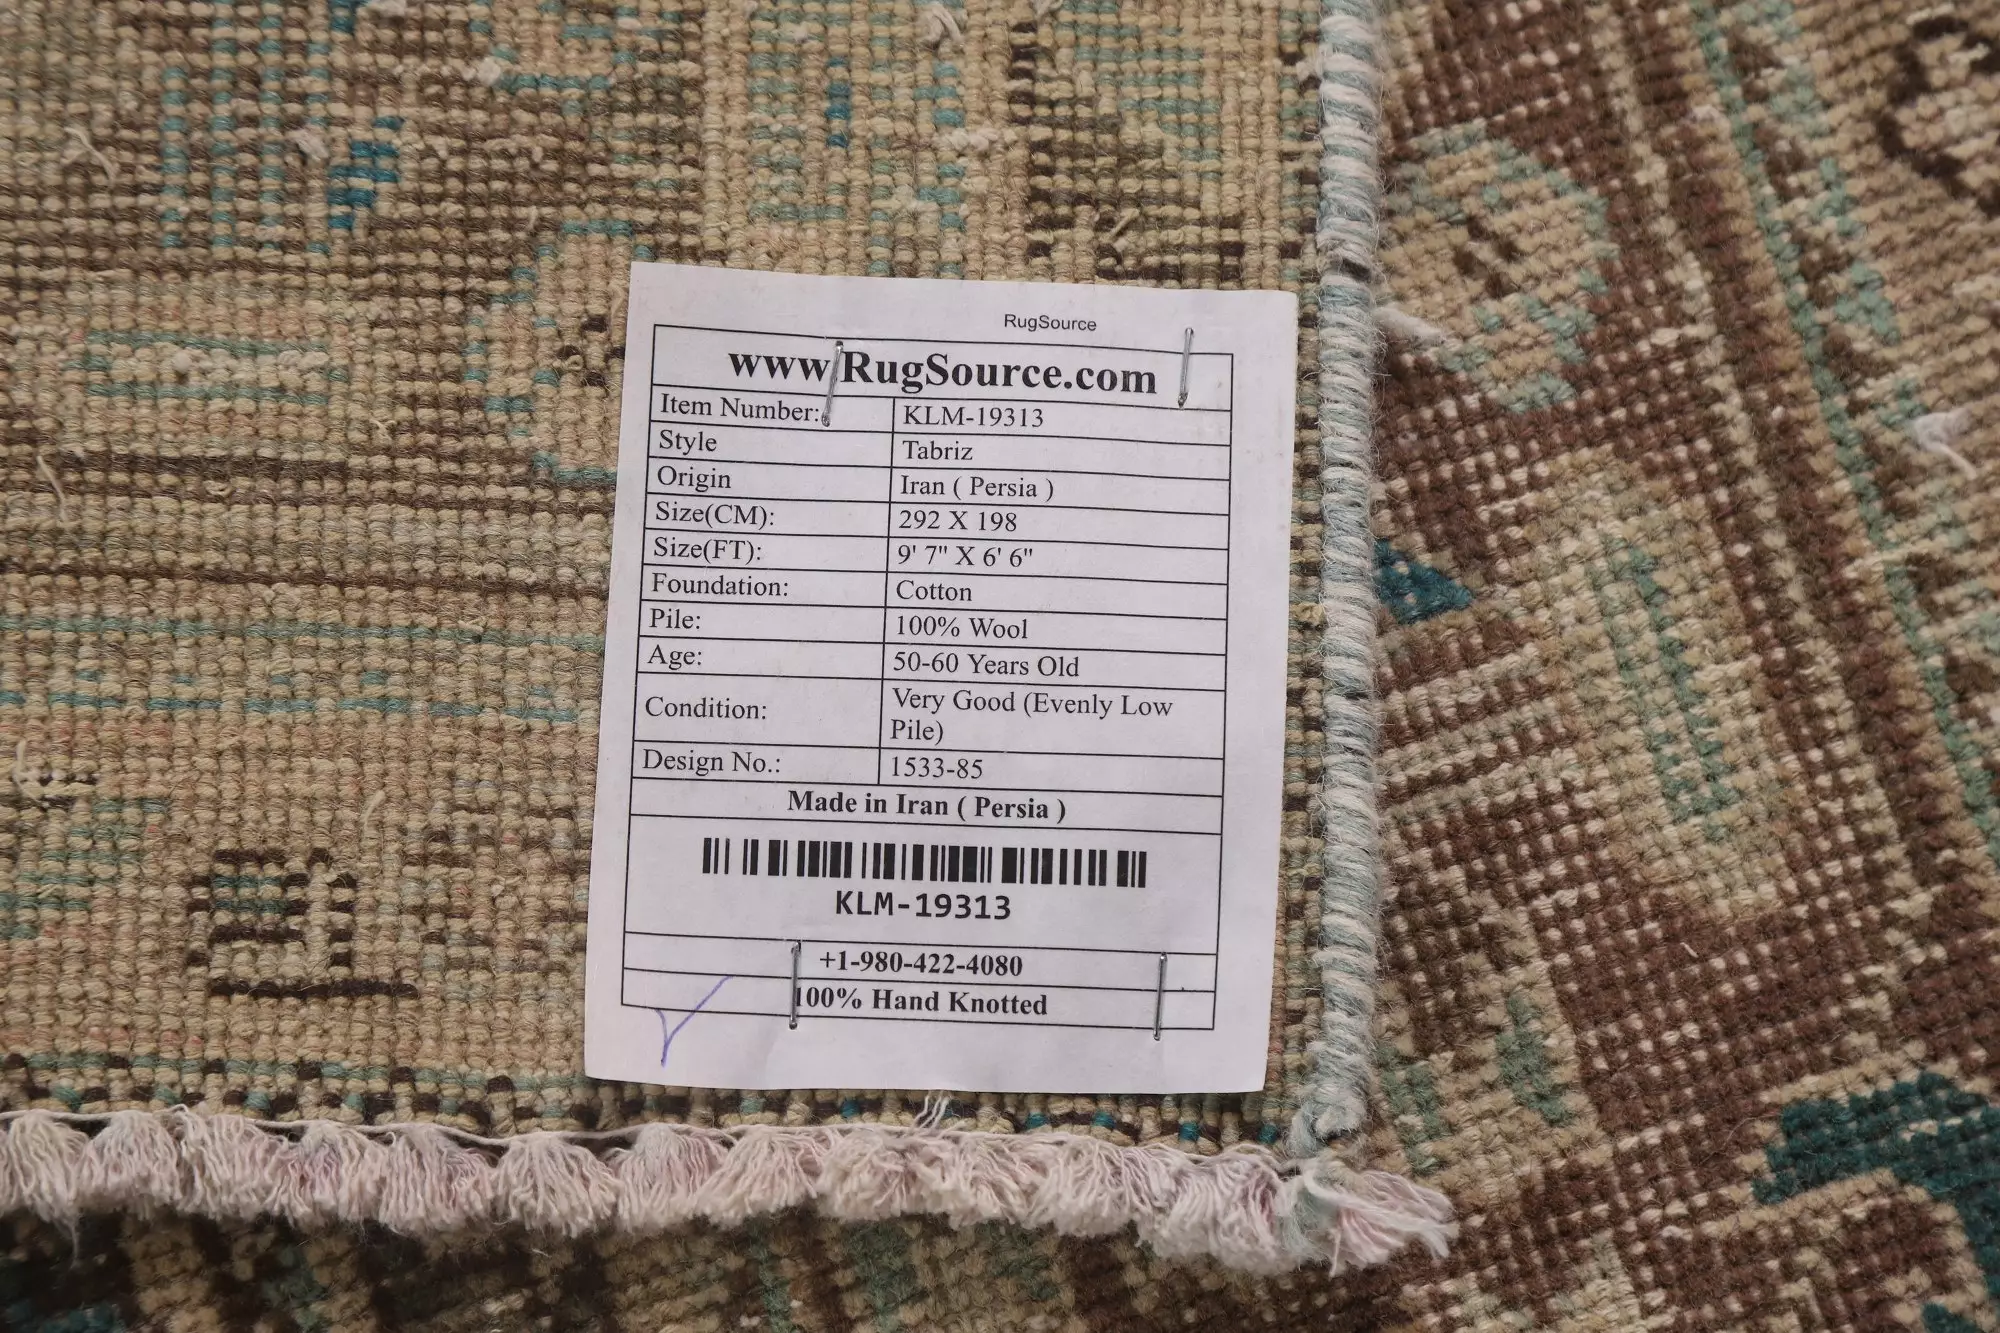 RugSource
www.RugSource.com
Item Number: KLM-19313
Style Tabriz
Origin Iran ( Persia )
Size(CM): 292 X 198
Size(FT): 9' 7" X 6' 6"
Foundation: Cotton
Pile: 100% Wool
Age: 50-60 Years Old
Condition: Very Good (Evenly Low
Pile)
Design No.: 1533-85
Made in Iran ( Persia )
KLM-19313
+1-980-422-4080
100% Hand Knotted